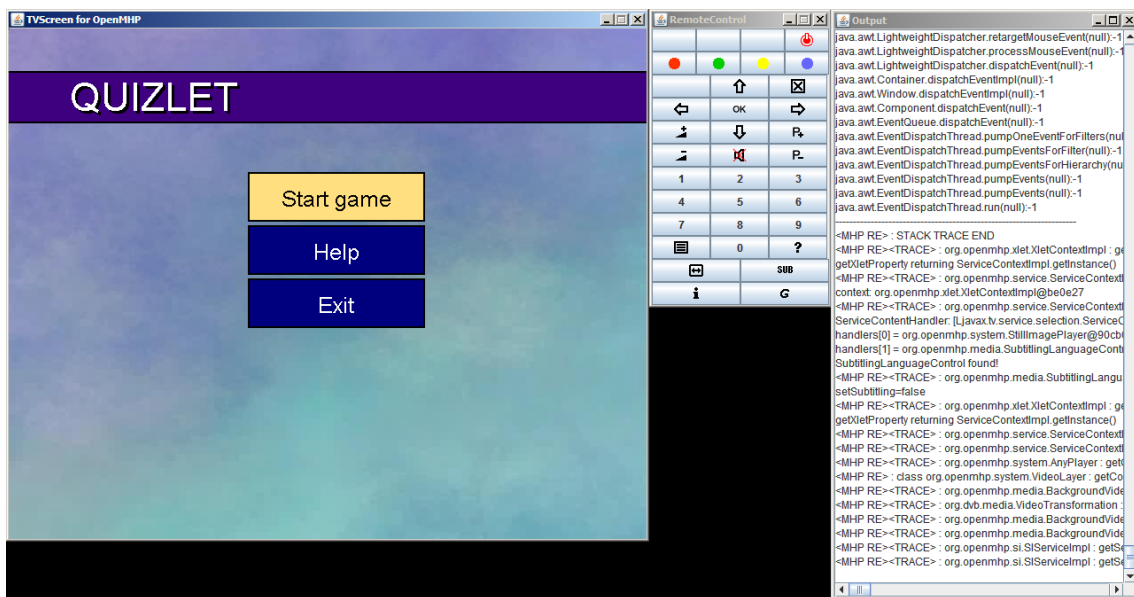 TVScreen for OpenMHP
QUIZLET
Start game
Help
Exit
RemoteControl
OK
P+
P-
1 2 3
4 5 6
7 8 9
0 ?
SUB
i G
Output
java.awt.LightweightDispatcher.retargetMouseEvent(null):-1
java.awt.LightweightDispatcher.processMouseEvent(null):-1
java.awt.LightweightDispatcher.dispatchEvent(null):-1
java.awt.Container.dispatchEventImpl(null):-1
java.awt.Window.dispatchEventImpl(null):-1
java.awt.Component.dispatchEvent(null):-1
java.awt.EventQueue.dispatchEvent(null):-1
java.awt.EventDispatchThread.pumpOneEventForFilters(nul
java.awt.EventDispatchThread.pumpEventsForFilter(null):-1
java.awt.EventDispatchThread.pumpEventsForHierarchy(nu
java.awt.EventDispatchThread.pumpEvents(null):-1
java.awt.EventDispatchThread.pumpEvents(null):-1
java.awt.EventDispatchThread.run(null):-1
--------------------------------------------------------------------
<MHP RE> : STACK TRACE END
<MHP RE><TRACE> : org.openmhp.xlet.XletContextImpl : ge
getXletProperty returning ServiceContextImpl.getInstance()
<MHP RE><TRACE> : org.openmhp.service.ServiceContextI
context: org.openmhp.xlet.XletContextImpl@be0e27
<MHP RE><TRACE> : org.openmhp.service.ServiceContextI
ServiceContentHandler: [Ljavax.tv.service.selection.ServiceC
handlers[0] = org.openmhp.system.StillImagePlayer@90cb
handlers[1] = org.openmhp.media.SubtitlingLanguageContr
SubtitlingLanguageControl found!
<MHP RE><TRACE> : org.openmhp.media.SubtitlingLangu
setSubtitling=false
<MHP RE><TRACE> : org.openmhp.xlet.XletContextImpl : ge
getXletProperty returning ServiceContextImpl.getInstance()
<MHP RE><TRACE> : org.openmhp.service.ServiceContextI
<MHP RE><TRACE> : org.openmhp.service.ServiceContextI
<MHP RE><TRACE> : org.openmhp.system.AnyPlayer : getC
<MHP RE> : class org.openmhp.system.VideoLayer : getCo
<MHP RE><TRACE> : org.openmhp.media.BackgroundVide
<MHP RE><TRACE> : org.dvb.media.VideoTransformation :
<MHP RE><TRACE> : org.openmhp.media.BackgroundVide
<MHP RE><TRACE> : org.openmhp.media.BackgroundVide
<MHP RE><TRACE> : org.openmhp.si.SIServiceImpl : getSe
<MHP RE><TRACE> : org.openmhp.si.SIServiceImpl : getSe